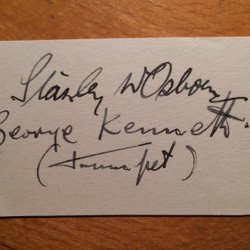 Stanley W Osborn
George Kenneth
(Trumpet)